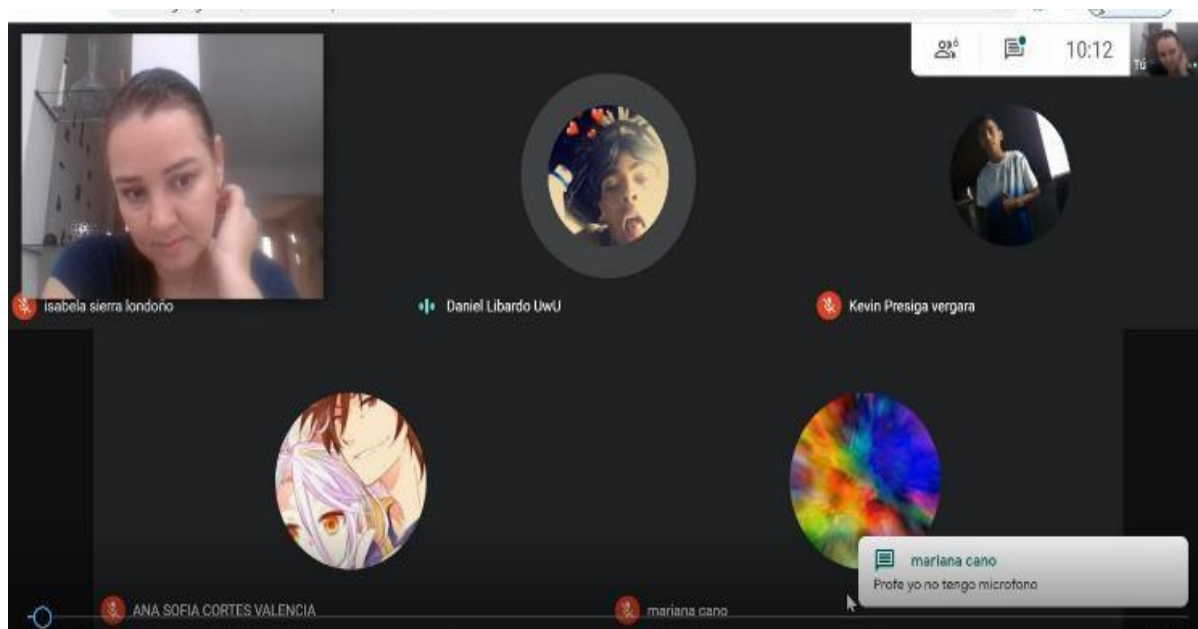 6
10:12
Tú
isabela sierra londoño
Daniel Libardo UwU
Kevin Presiga vergara
mariana cano
Profe yo no tengo microfono
ANA SOFIA CORTES VALENCIA
mariana cano